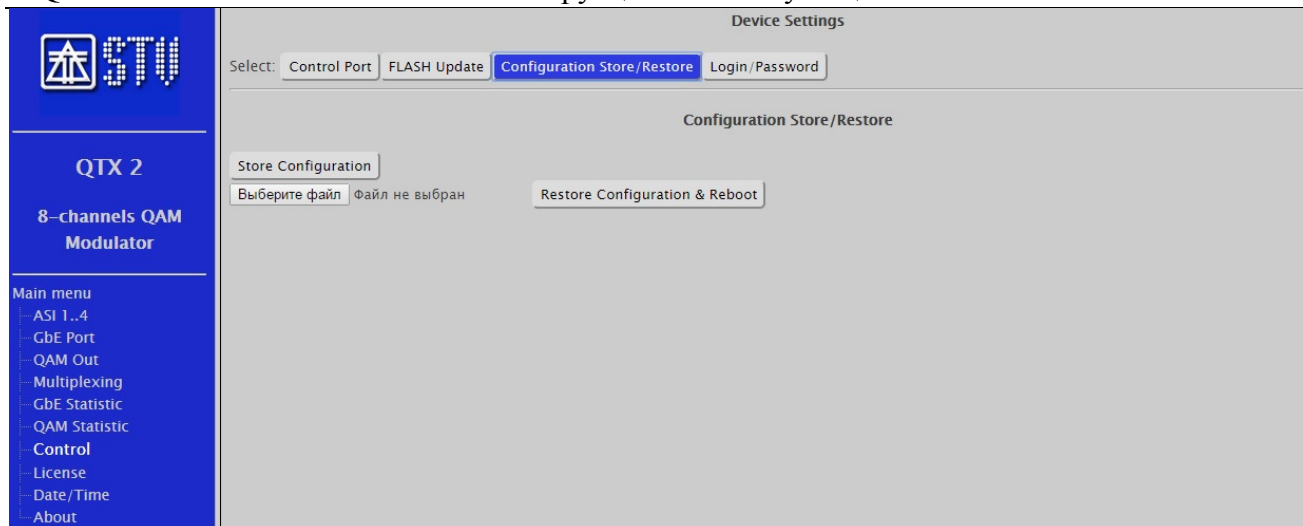 Device Settings
STV
Select: Control Port FLASH Update Configuration Store/Restore Login/Password
Configuration Store/Restore
QTX 2
8-channels QAM
Modulator
Store Configuration
Выберите файл Файл не выбран Restore Configuration & Reboot
Main menu
ASI 1..4
GbE Port
QAM Out
Multiplexing
GbE Statistic
QAM Statistic
Control
License
Date/Time
About